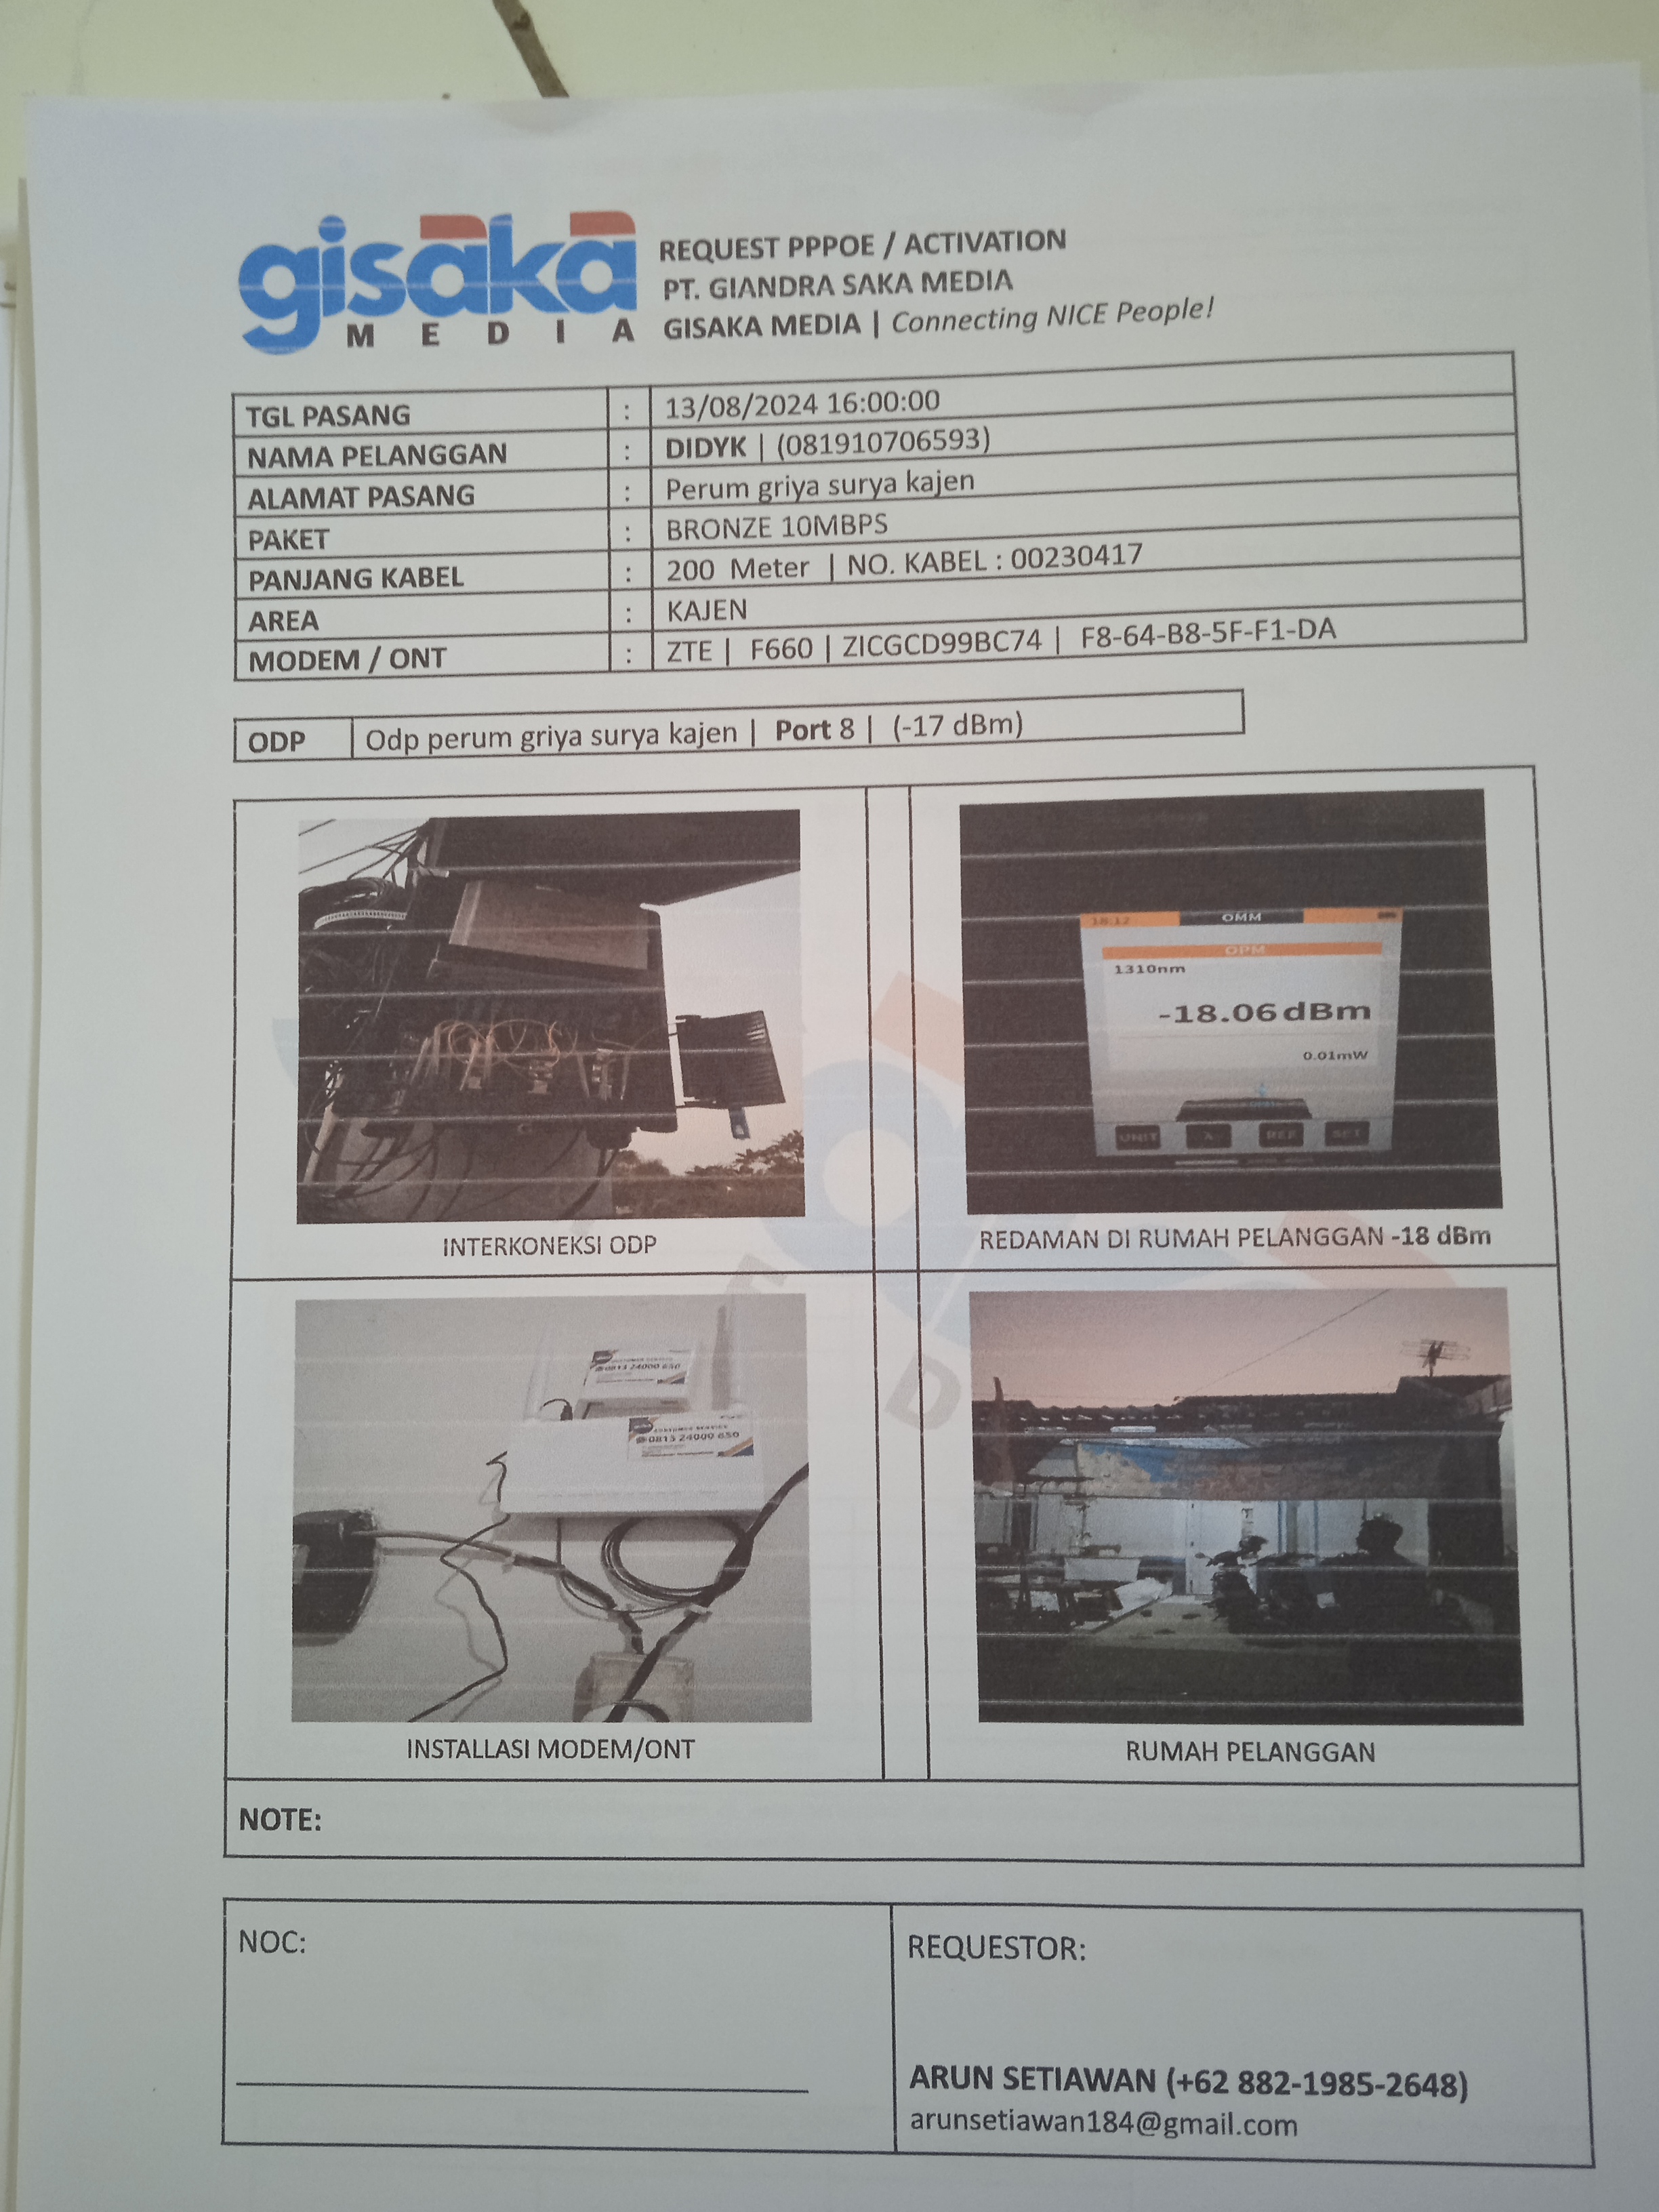 gisaka
MEDIA
REQUEST PPPOE / ACTIVATION
PT. GIANDRA SAKA MEDIA
GISAKA MEDIA | Connecting NICE People!
TGL PASANG : 13/08/2024 16:00:00
NAMA PELANGGAN : DIDYK | (081910706593)
ALAMAT PASANG : Perum griya surya kajen
PAKET : BRONZE 10MBPS
PANJANG KABEL : 200 Meter | NO. KABEL : 00230417
AREA : KAJEN
MODEM / ONT : ZTE | F660 | ZICGCD99BC74 | F8-64-B8-5F-F1-DA
ODP Odp perum griya surya kajen | Port 8 | (-17 dBm)
18:12 OMM
OPM
1310nm
-18.06dBm
0.01mW
UNIT REF SET
INTERKONEKSI ODP
REDAMAN DI RUMAH PELANGGAN -18 dBm
0813 24000 650
CUSTOMER SERVICE
0813 24000 650
INSTALLASI MODEM/ONT
RUMAH PELANGGAN
NOTE:
NOC:
REQUESTOR:
ARUN SETIAWAN (+62 882-1985-2648)
arunsetiawan184@gmail.com